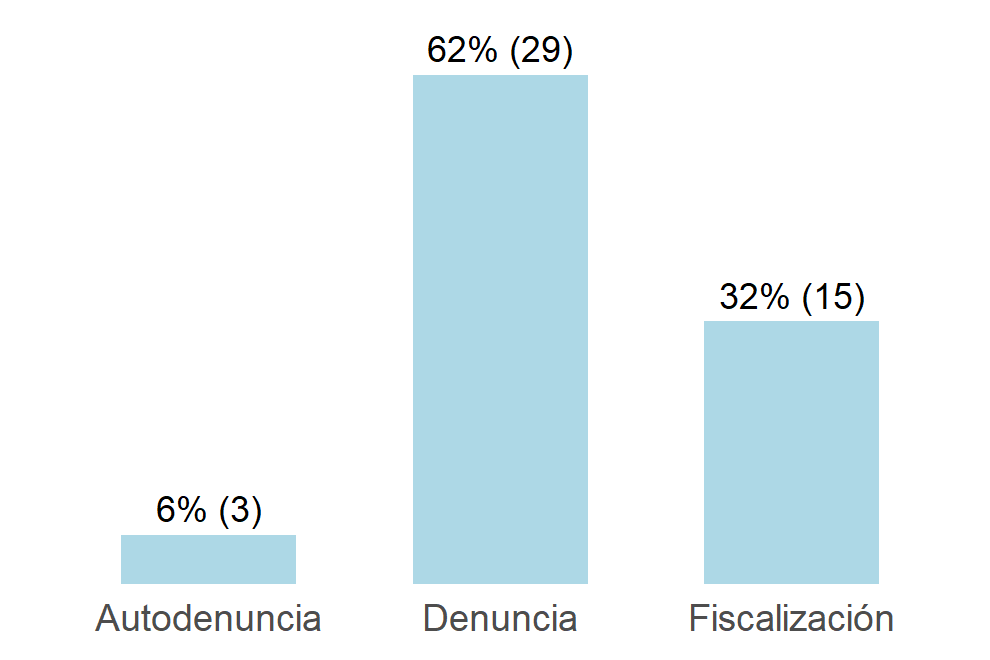 62% (29)
32% (15)
6% (3)
Autodenuncia Denuncia Fiscalización